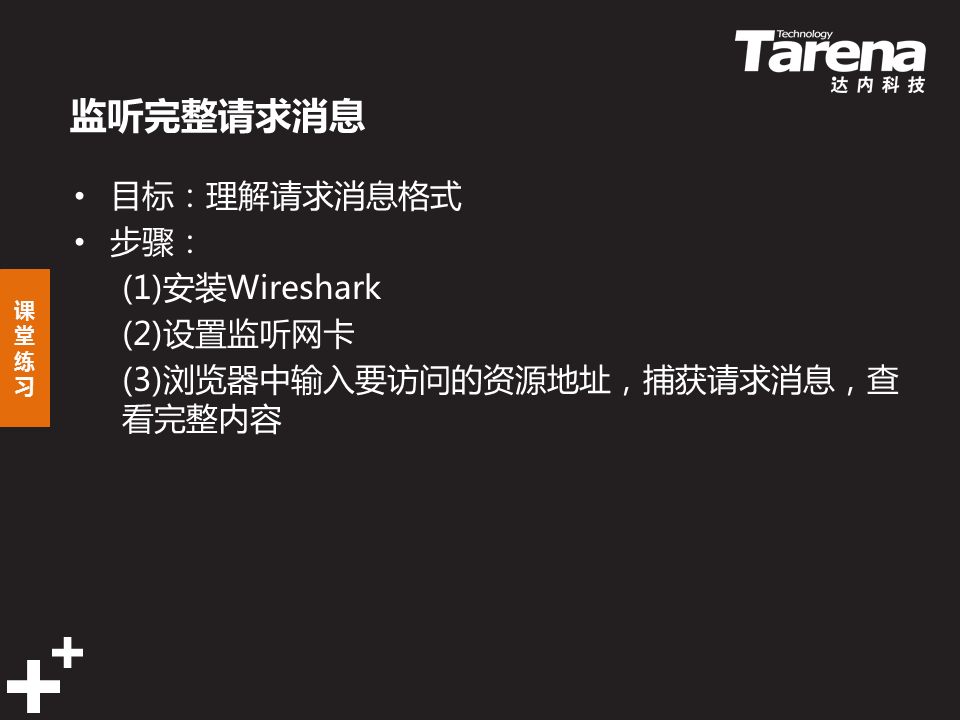 Technology
Tarena
达内科技
监听完整请求消息
• 目标：理解请求消息格式
• 步骤：
(1)安装Wireshark
(2)设置监听网卡
(3)浏览器中输入要访问的资源地址，捕获请求消息，查
看完整内容
课
堂
练
习